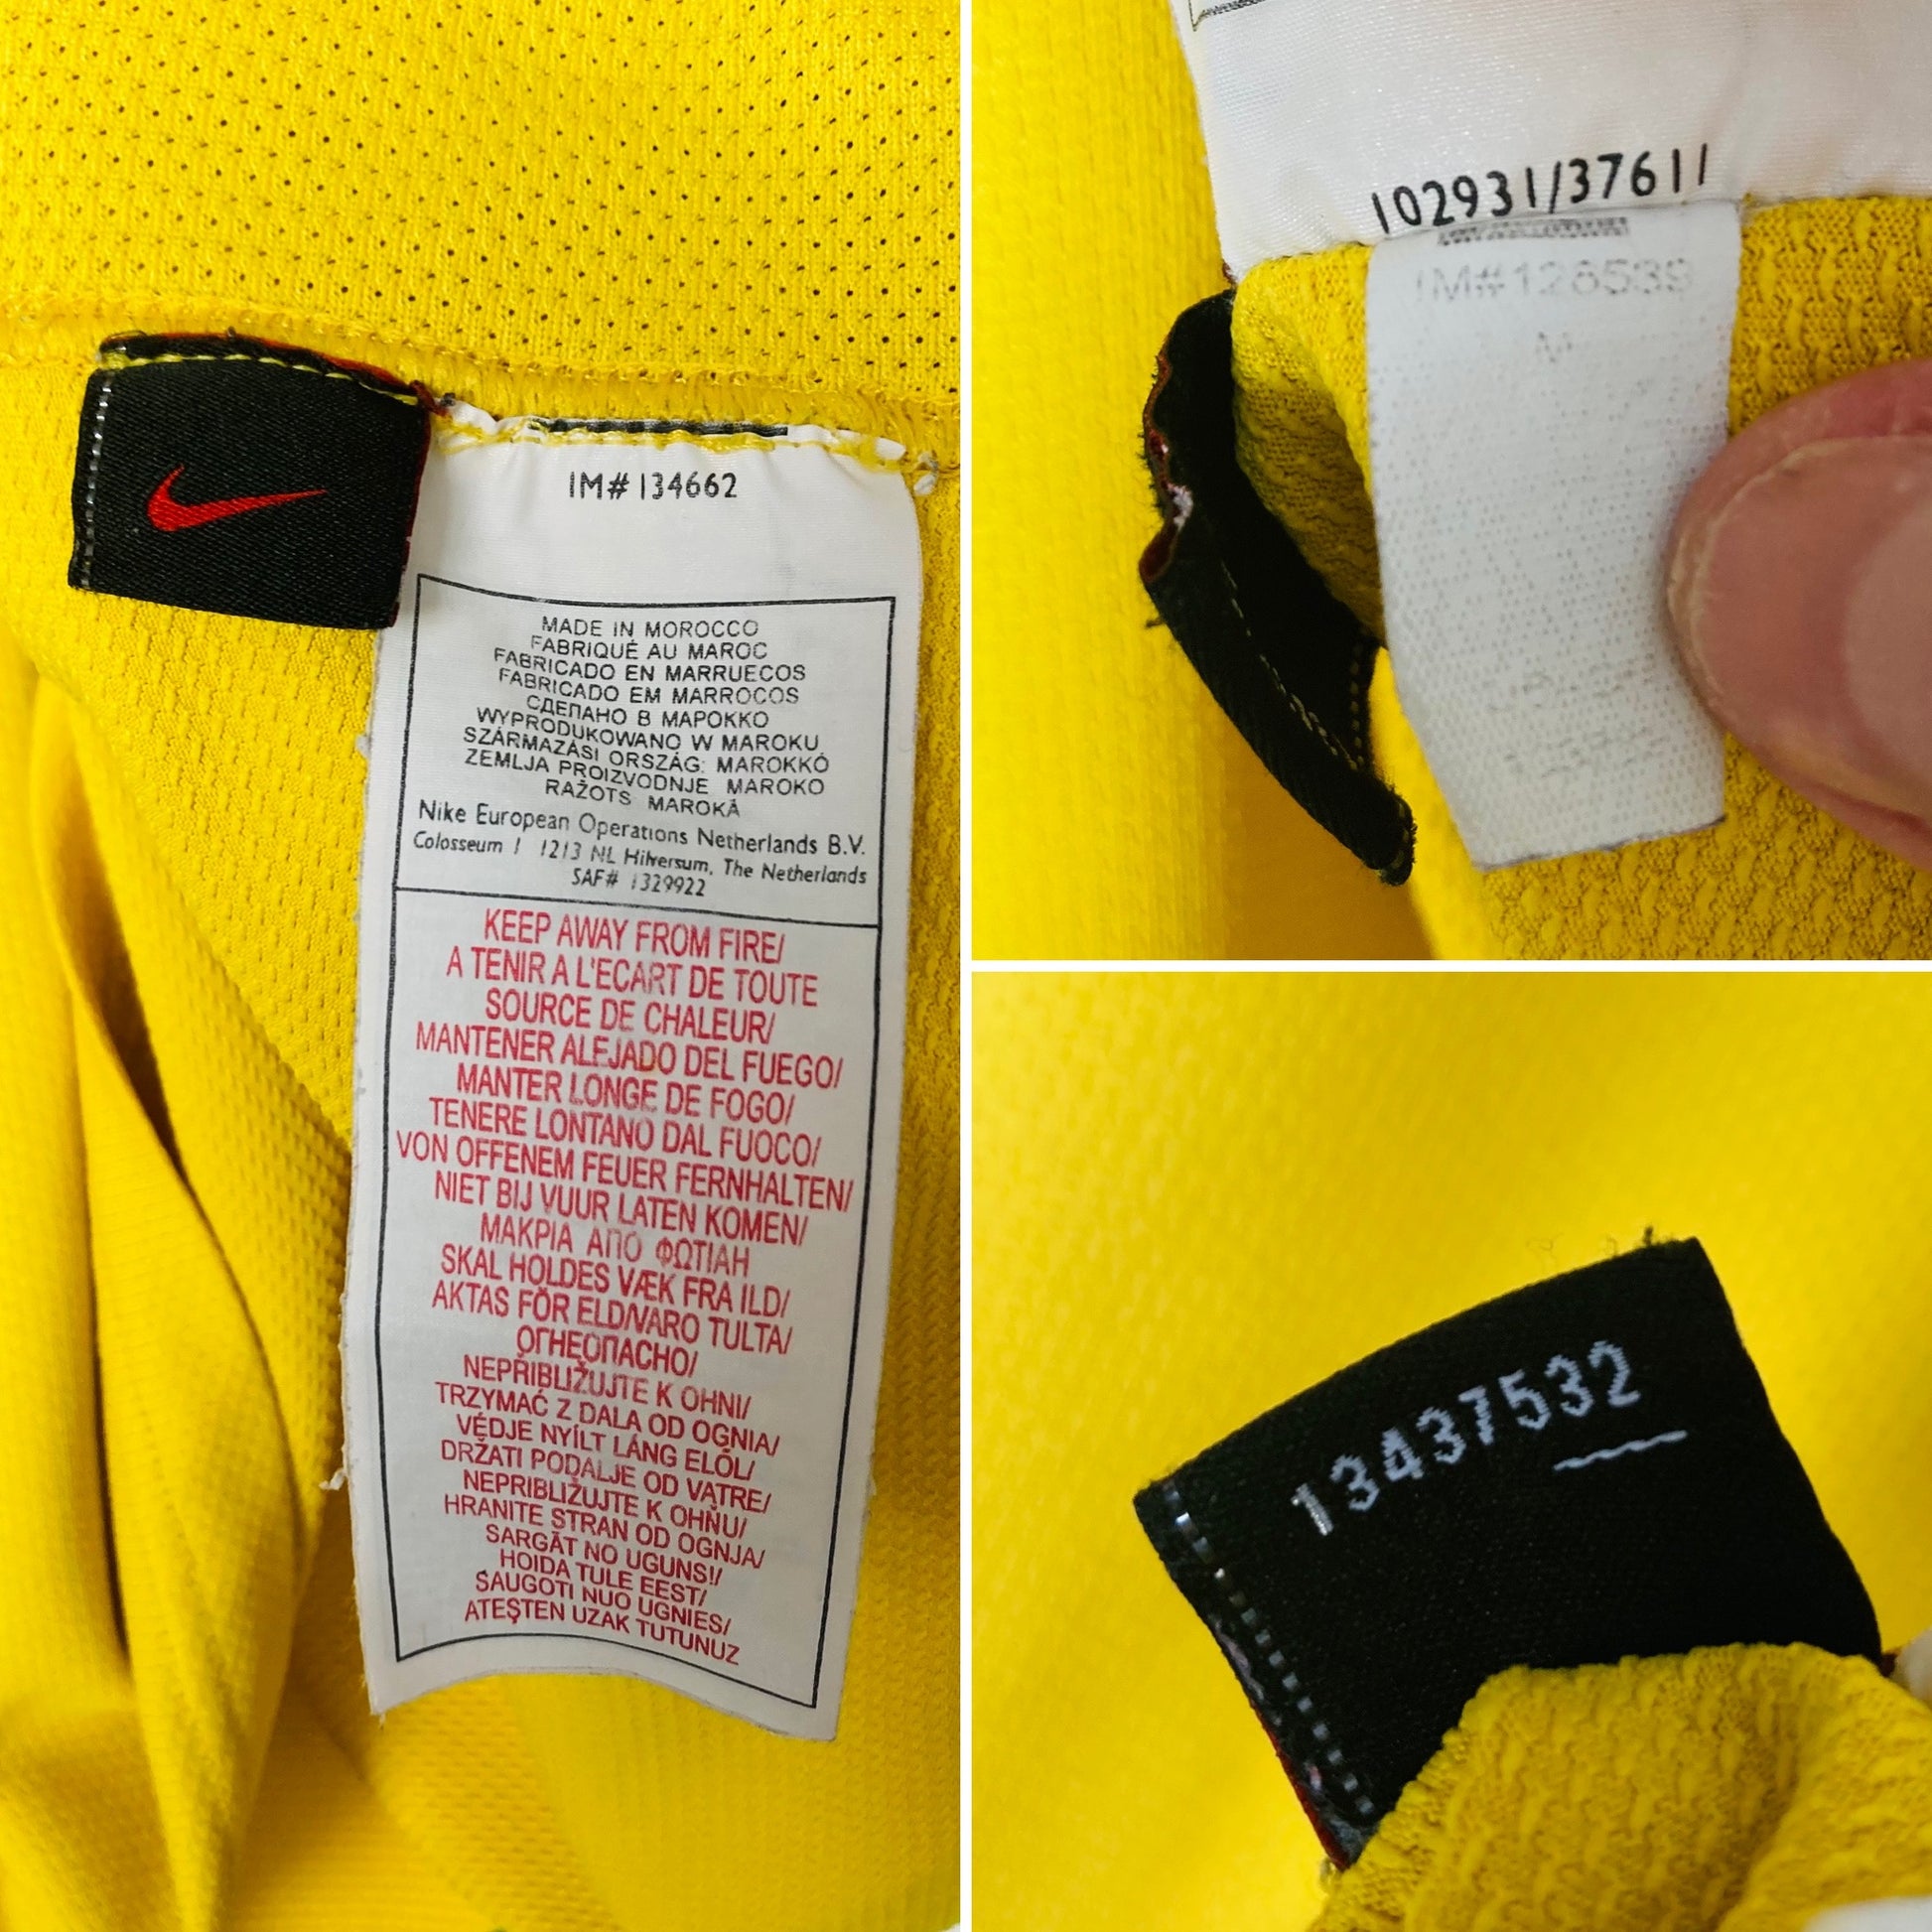 IM# 134662
MADE IN MOROCCO
FABRIQUÉ AU MAROC
FABRICADO EN MARRUECOS
FABRICADO EM MARROCOS
СДЕЛАНО В МАРОККО
WYPRODUKOWANO W MAROKU
SZÁRMAZÁSI ORSZÁG: MAROKKÓ
ZEMLJA PROIZVODNJE MAROKO
RAŽOTS MAROKĀ
Nike European Operations Netherlands B.V.
Colosseum 1 1213 NL Hilversum, The Netherlands
SAF# 1329922
KEEP AWAY FROM FIRE/
A TENIR A L'ECART DE TOUTE
SOURCE DE CHALEUR/
MANTENER ALEJADO DEL FUEGO/
MANTER LONGE DE FOGO/
TENERE LONTANO DAL FUOCO/
VON OFFENEM FEUER FERNHALTEN/
NIET BIJ VUUR LATEN KOMEN/
ΜΑΚΡΙΑ ΑΠΟ ΦΩΤΙΑΗ
SKAL HOLDES VÆK FRA ILD/
AKTAS FÖR ELD/VARO TULTA/
ОГНЕОПАСНО/
NEPŘIBLIŽUJTE K OHNI/
TRZYMAĆ Z DALA OD OGNIA/
VÉDJE NYÍLT LÁNG ELŐL/
DRŽATI PODALJE OD VATRE/
NEPRIBLIŽUJTE K OHŇU/
HRANITE STRAN OD OGNJA/
SARGĀT NO UGUNS!/
HOIDA TULE EEST/
SAUGOTI NUO UGNIES/
ATEŞTEN UZAK TUTUNUZ
102931/37611
IM#126539
M
13437532